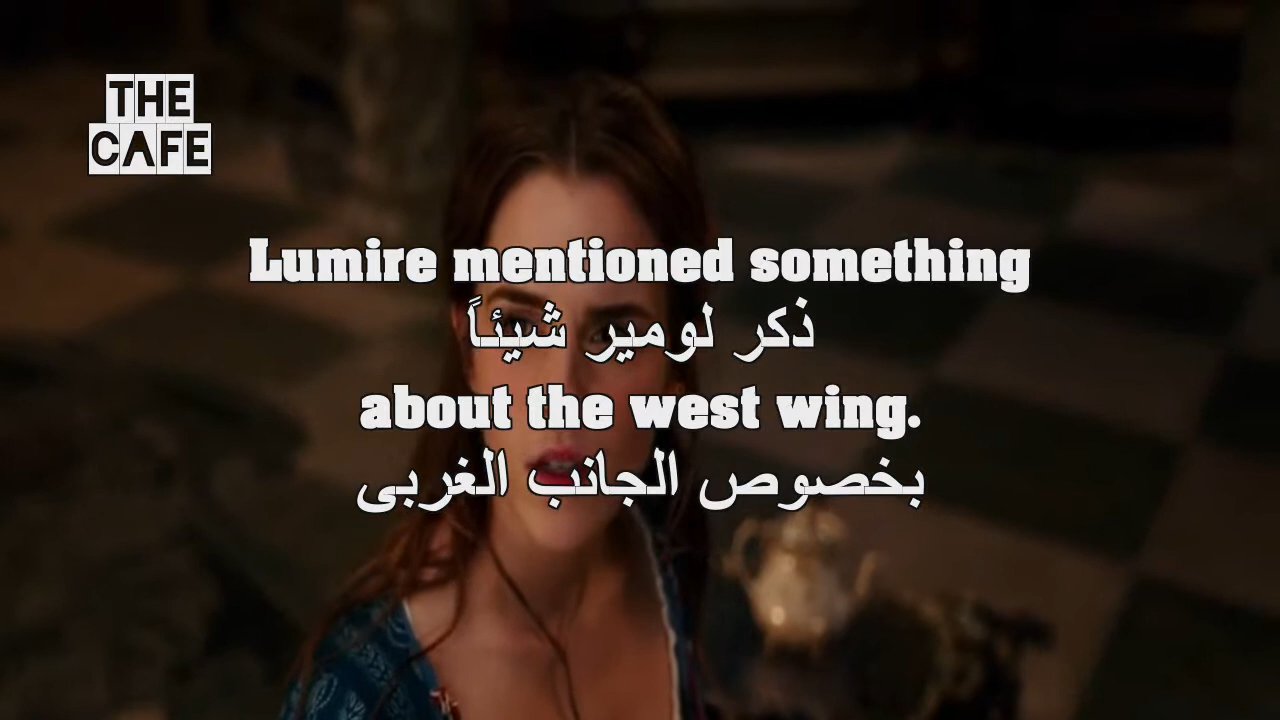 THE
CAFE
Lumire mentioned something
ذكر لومير شيئاً
about the west wing.
بخصوص الجانب الغربى